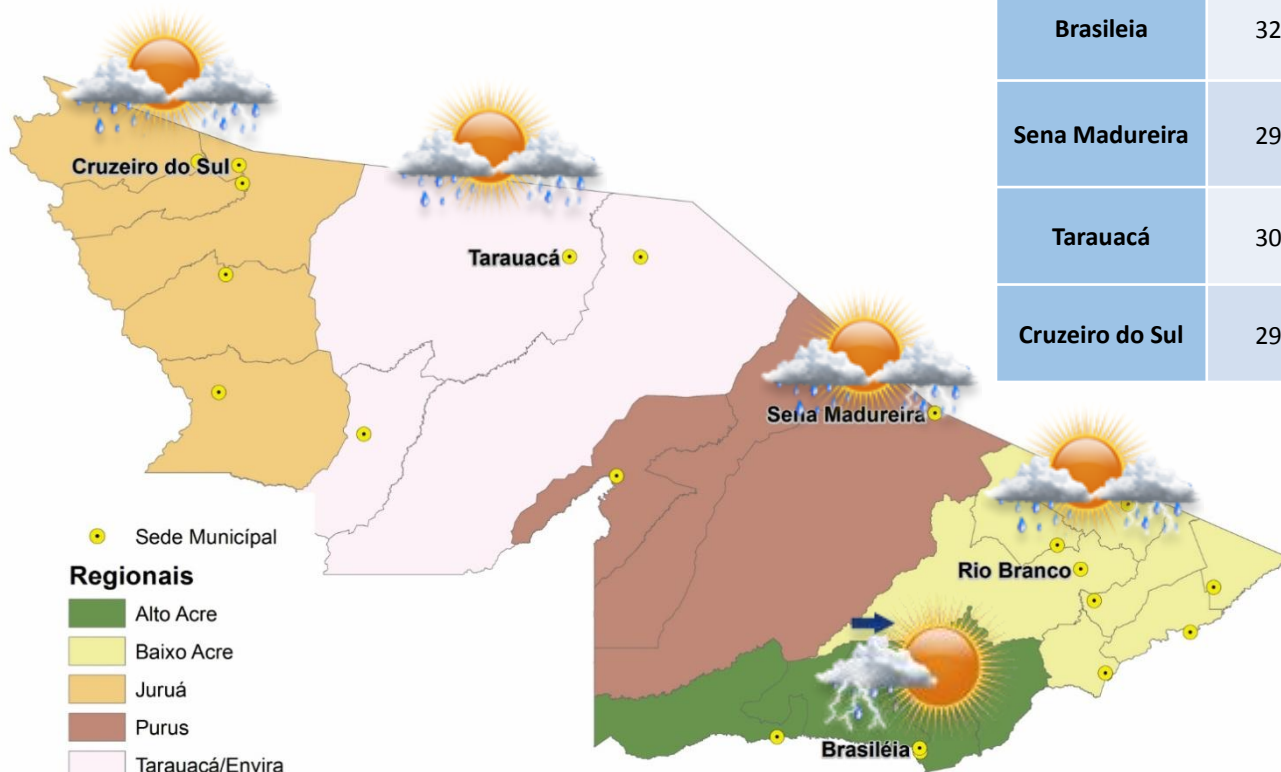 Brasileia 32
Sena Madureira 29
Tarauacá 30
Cruzeiro do Sul 29
Cruzeiro do Sul
Tarauacá
Sena Madureira
Rio Branco
Brasiléia
Sede Municípal
Regionais
Alto Acre
Baixo Acre
Juruá
Purus
Tarauacá/Envira